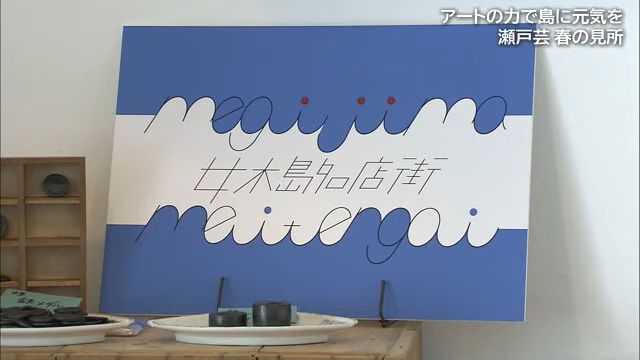 アートの力で島に元気を
瀬戸芸 春の見所
megijima
女木島名店街
meitengai